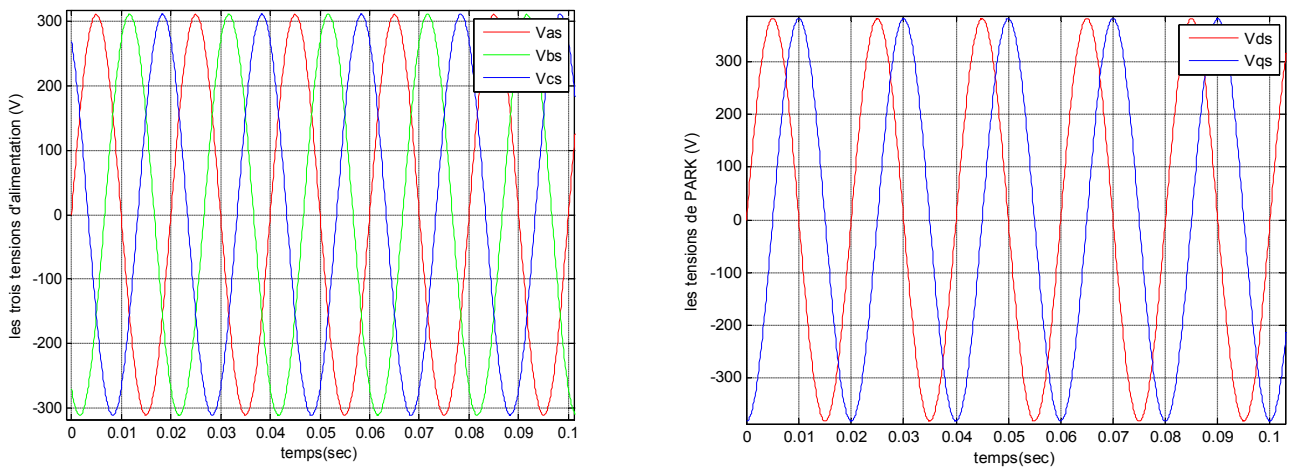 les trois tensions d'alimentation (V)
300
200
100
0
-100
-200
-300
0 0.01 0.02 0.03 0.04 0.05 0.06 0.07 0.08 0.09 0.1
temps(sec)
Vas
Vbs
Vcs
les tensions de PARK (V)
300
200
100
0
-100
-200
-300
0 0.01 0.02 0.03 0.04 0.05 0.06 0.07 0.08 0.09 0.1
temps(sec)
Vds
Vqs